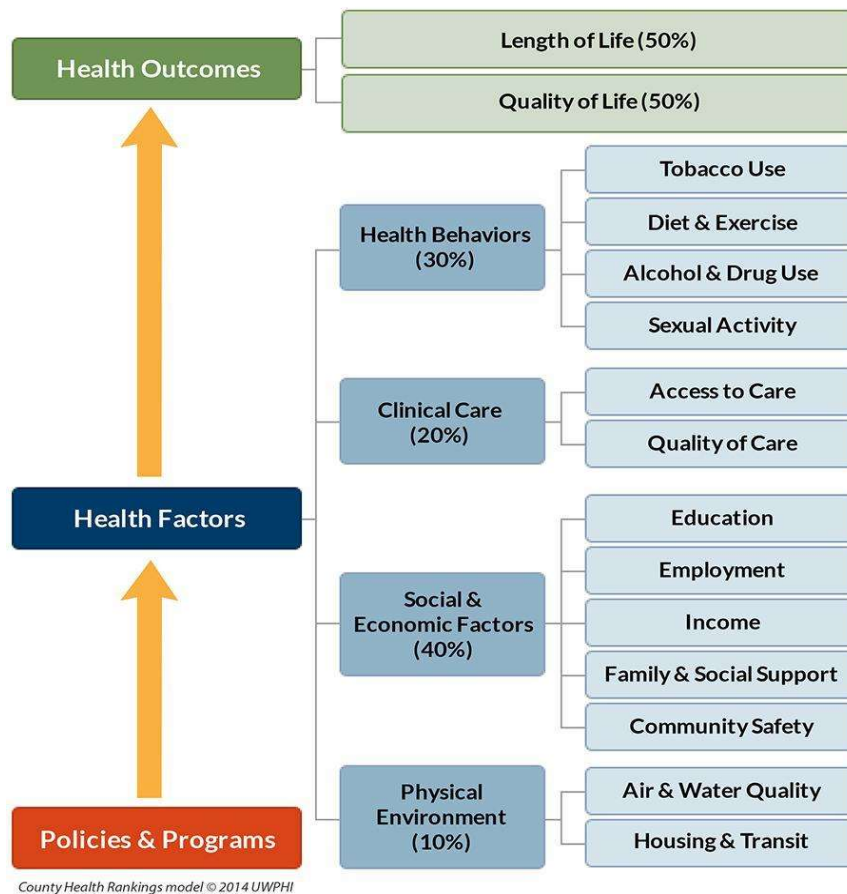 Health Outcomes
Length of Life (50%)
Quality of Life (50%)
Health Factors
Health Behaviors
(30%)
Tobacco Use
Diet & Exercise
Alcohol & Drug Use
Sexual Activity
Clinical Care
(20%)
Access to Care
Quality of Care
Social &
Economic Factors
(40%)
Education
Employment
Income
Family & Social Support
Community Safety
Physical
Environment
(10%)
Air & Water Quality
Housing & Transit
Policies & Programs
County Health Rankings model © 2014 UWPHI